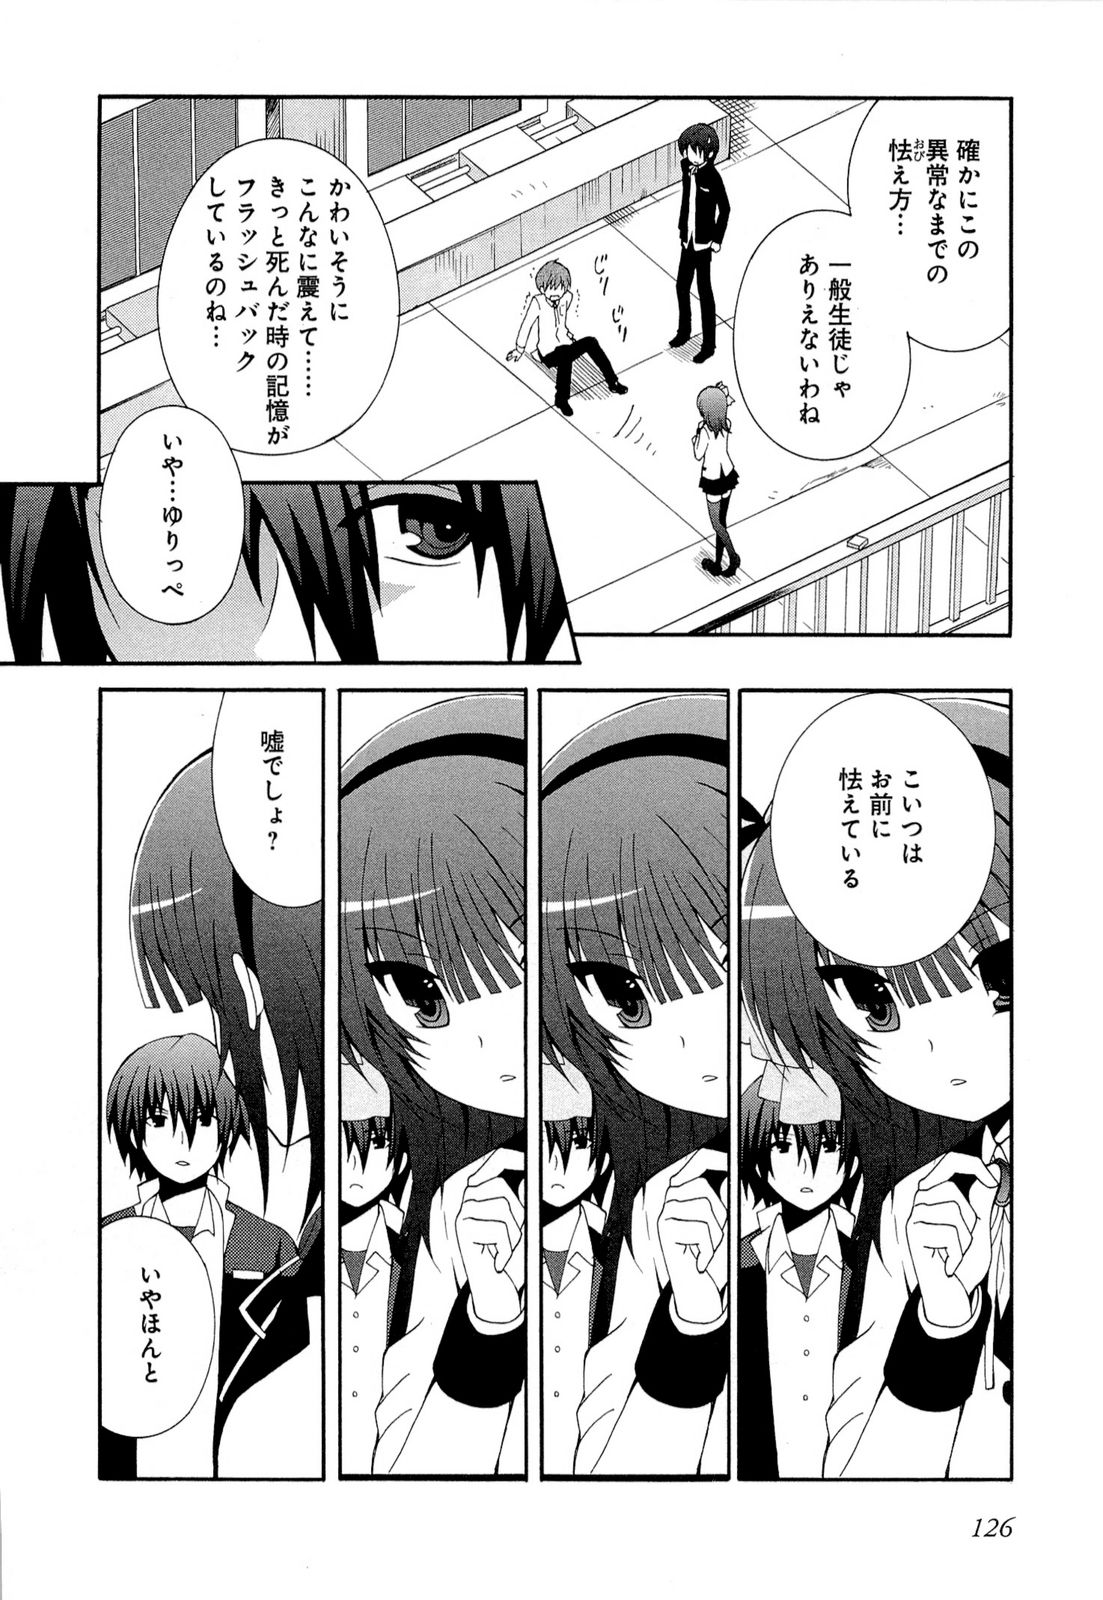 確かにこの
異常なまでの
怯え方…
おび
一般生徒じゃ
ありえないわね
じり
じり
かわいそうに
こんなに震えて……
きっと死んだ時の記憶が
フラッシュバック
しているのね…
いや…ゆりっぺ
こいつは
お前に
怯えている
嘘でしょ？
いやほんと
126